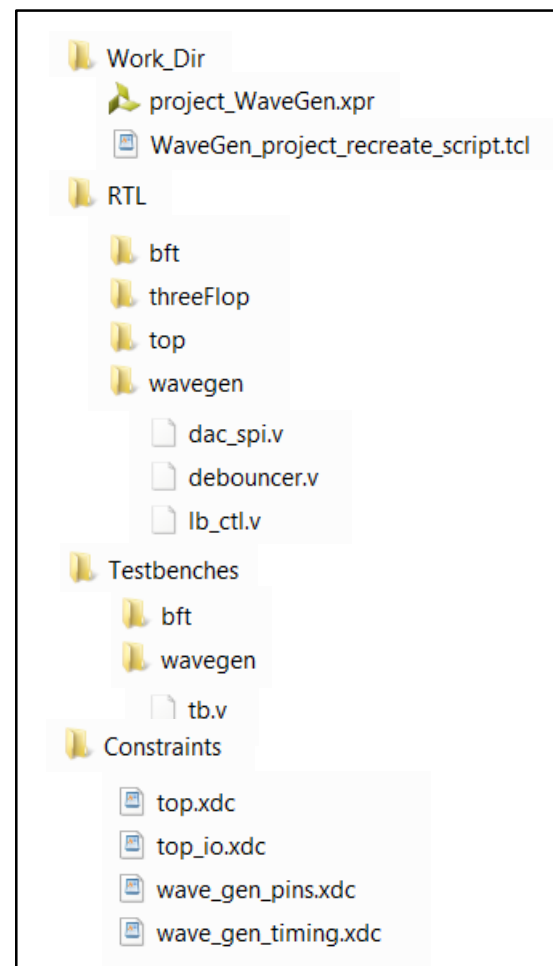 Work_Dir
project_WaveGen.xpr
WaveGen_project_recreate_script.tcl
RTL
bft
threeFlop
top
wavegen
dac_spi.v
debouncer.v
lb_ctl.v
Testbenches
bft
wavegen
tb.v
Constraints
top.xdc
top_io.xdc
wave_gen_pins.xdc
wave_gen_timing.xdc